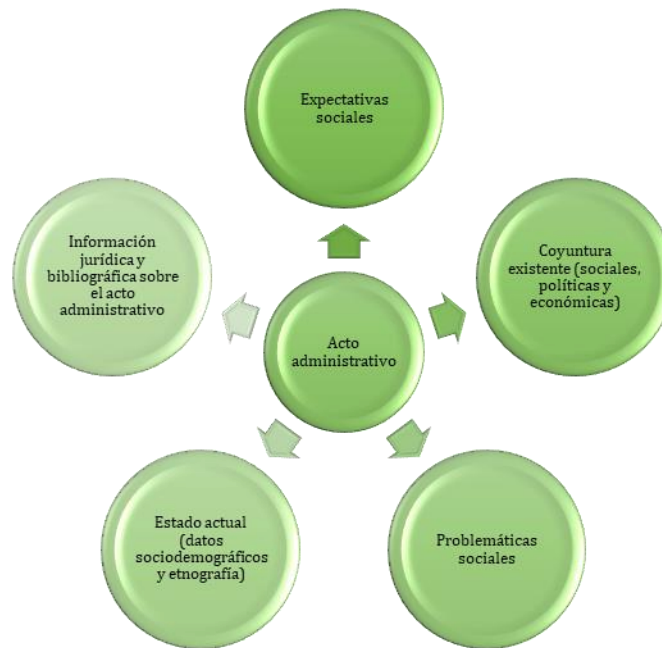 Expectativas
sociales
Información
jurídica y
bibliográfica sobre
el acto
administrativo
Coyuntura
existente (sociales,
políticas y
económicas)
Acto
administrativo
Estado actual
(datos
sociodemográficos
y etnografía)
Problemáticas
sociales